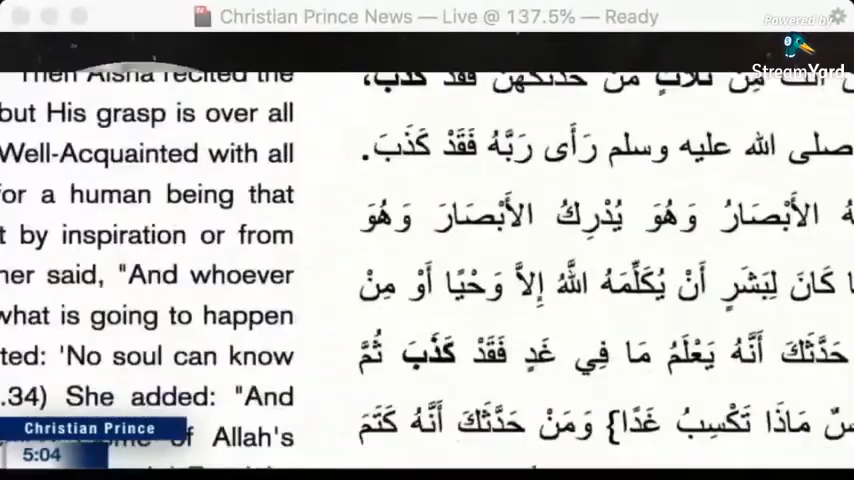 Christian Prince News — Live @ 137.5% — Ready
Powered by
StreamYard
Then Aisha recited the
but His grasp is over all
Well-Acquainted with all
for a human being that
t by inspiration or from
her said, "And whoever
what is going to happen
ted: 'No soul can know
.34) She added: "And
of Allah's
مِنْ ثَلاَثٍ مَنْ حَدَّثَكَهُنَّ فَقَدْ كَذَبَ،
صلى الله عليه وسلم رَأَى رَبَّهُ فَقَدْ كَذَبَ.
الأَبْصَارُ وَهُوَ يُدْرِكُ الأَبْصَارَ وَهُوَ
كَانَ لِبَشَرٍ أَنْ يُكَلِّمَهُ اللَّهُ إِلاَّ وَحْيًا أَوْ مِنْ
حَدَّثَكَ أَنَّهُ يَعْلَمُ مَا فِي غَدٍ فَقَدْ كَذَبَ ثُمَّ
مَاذَا تَكْسِبُ غَدًا} وَمَنْ حَدَّثَكَ أَنَّهُ كَتَمَ
Christian Prince
5:04